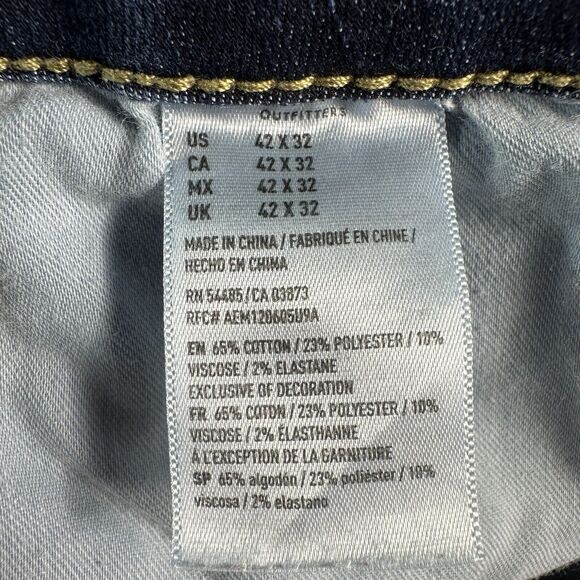 OUTFITTERS
US 42 X 32
CA 42 X 32
MX 42 X 32
UK 42 X 32
MADE IN CHINA / FABRIQUÉ EN CHINE /
HECHO EN CHINA
RN 54485 / CA 03873
RFC# AEM120605U9A
EN 65% COTTON / 23% POLYESTER / 10%
VISCOSE / 2% ELASTANE
EXCLUSIVE OF DECORATION
FR 65% COTON / 23% POLYESTER / 10%
VISCOSE / 2% ÉLASTHANNE
À L'EXCEPTION DE LA GARNITURE
SP 65% algodon / 23% poliéster / 10%
viscosa / 2% elastano